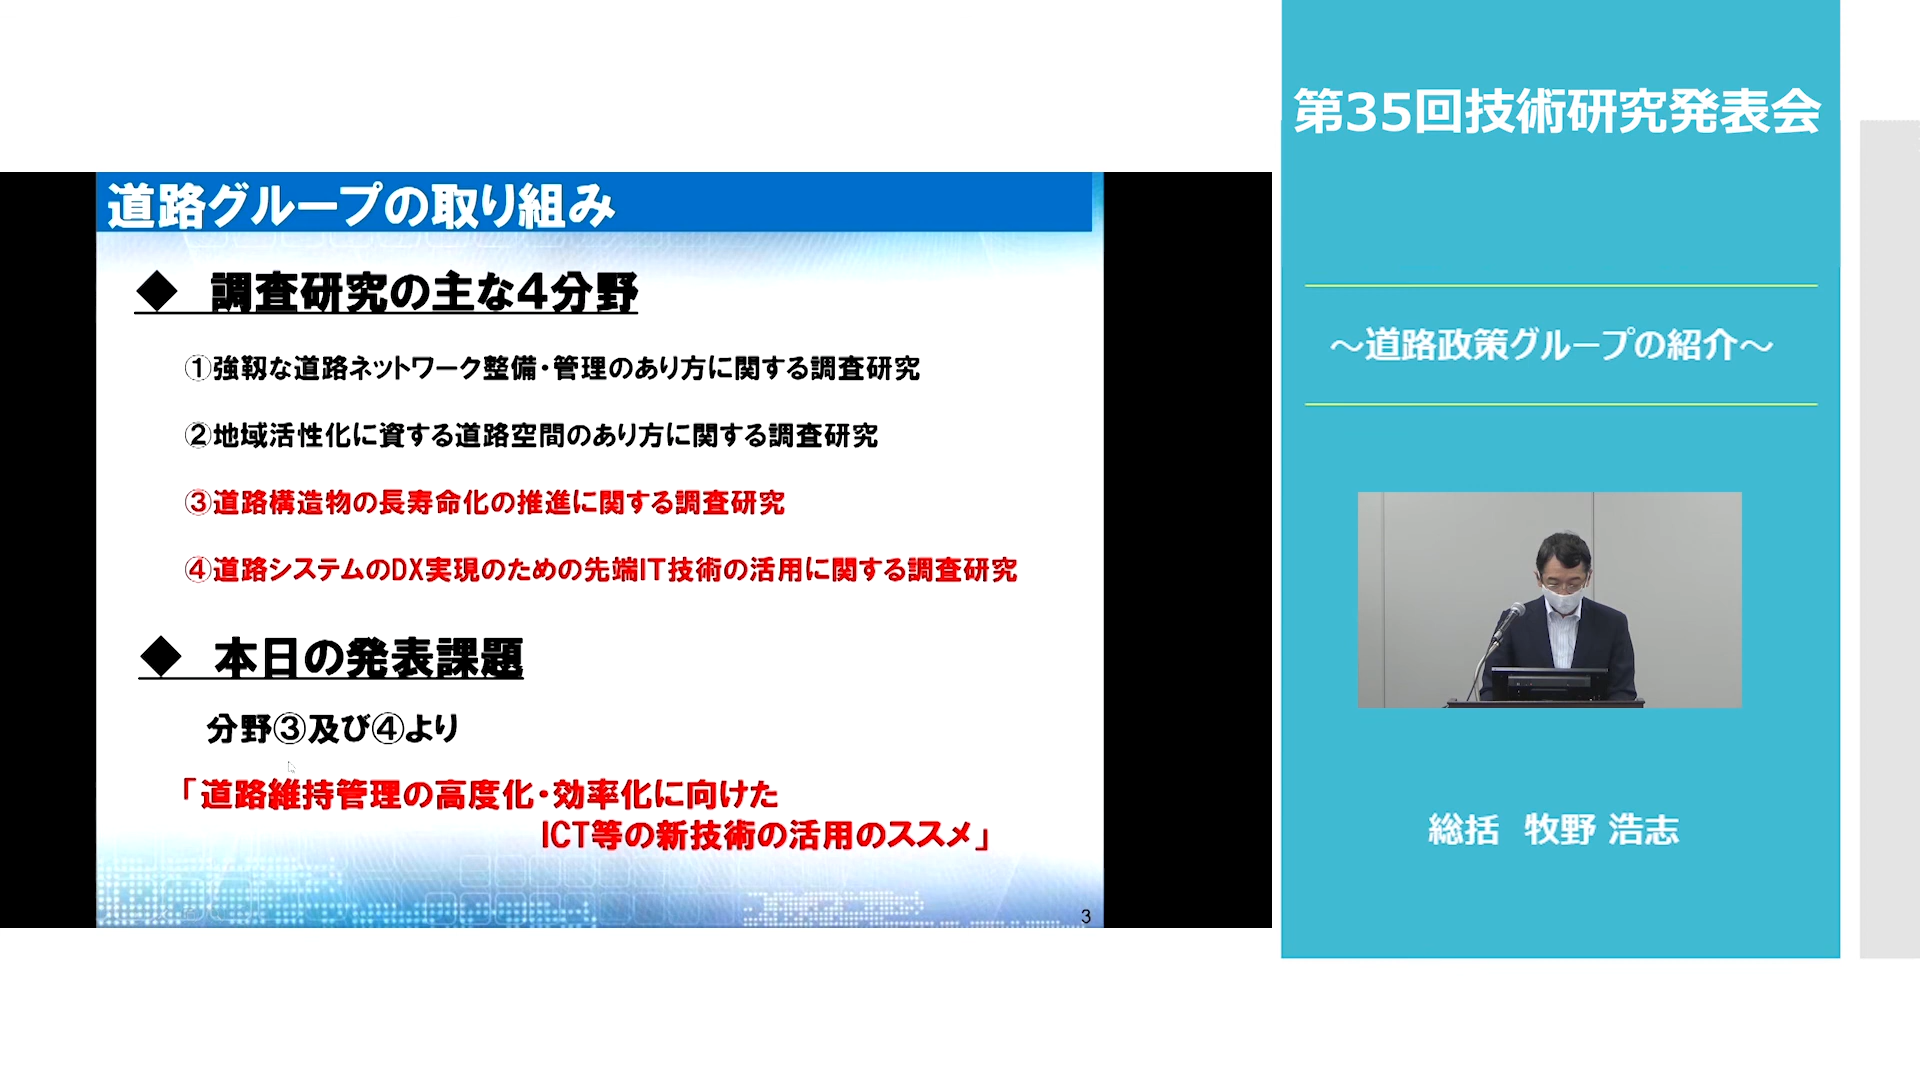 道路グループの取り組み
◆ 調査研究の主な４分野
①強靱な道路ネットワーク整備・管理のあり方に関する調査研究
②地域活性化に資する道路空間のあり方に関する調査研究
③道路構造物の長寿命化の推進に関する調査研究
④道路システムのDX実現のための先端IT技術の活用に関する調査研究
◆ 本日の発表課題
分野③及び④より
「道路維持管理の高度化・効率化に向けた
ICT等の新技術の活用のススメ」
3
第35回技術研究発表会
～道路政策グループの紹介～
総括 牧野 浩志